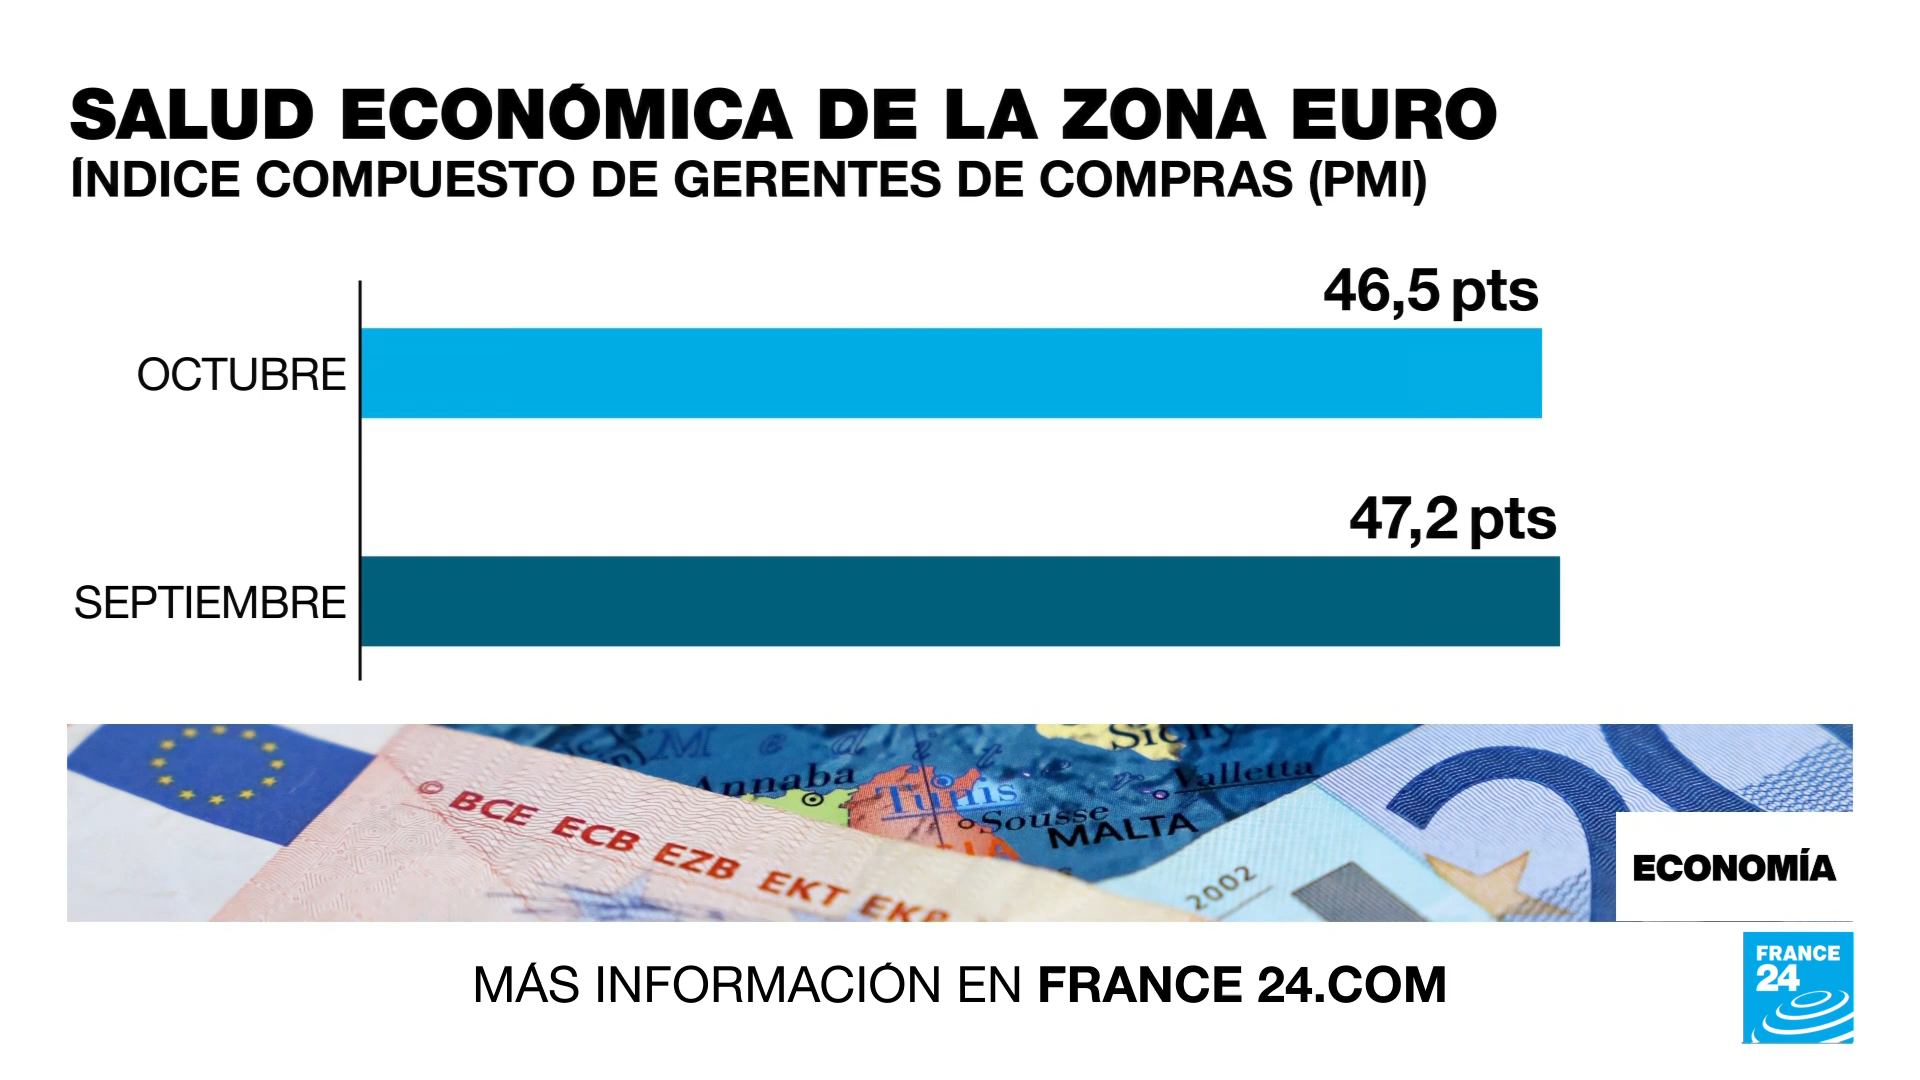 SALUD ECONÓMICA DE LA ZONA EURO
ÍNDICE COMPUESTO DE GERENTES DE COMPRAS (PMI)
46,5 pts
OCTUBRE
47,2 pts
SEPTIEMBRE
Sicily
Annaba
Valletta
Tunis
Sousse
MALTA
© BCE ECB EZB EKT EKP
2002
ECONOMÍA
MÁS INFORMACIÓN EN FRANCE 24.COM
FRANCE
24